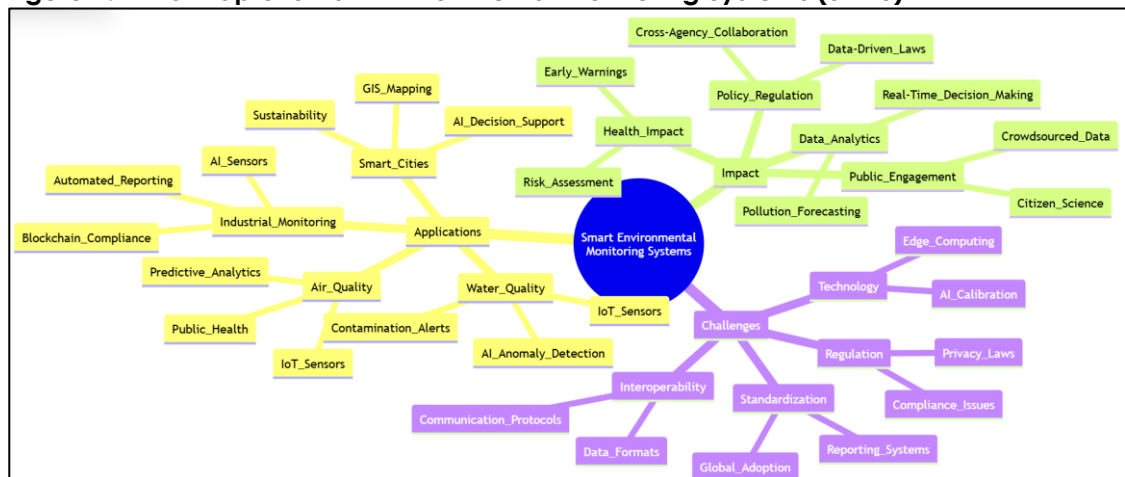 Cross-Agency_Collaboration
Data-Driven_Laws
Early_Warnings
GIS_Mapping
Policy_Regulation
Real-Time_Decision_Making
Sustainability
AI_Decision_Support
Health_Impact
Data_Analytics
Crowdsourced_Data
AI_Sensors
Smart_Cities
Impact
Public_Engagement
Automated_Reporting
Risk_Assessment
Citizen_Science
Industrial_Monitoring
Applications
Pollution_Forecasting
Blockchain_Compliance
Smart Environmental
Monitoring Systems
Edge_Computing
Predictive_Analytics
Air_Quality
Water_Quality
Technology
AI_Calibration
Public_Health
Contamination_Alerts
IoT_Sensors
Challenges
IoT_Sensors
AI_Anomaly_Detection
Regulation
Privacy_Laws
Interoperability
Standardization
Compliance_Issues
Communication_Protocols
Data_Formats
Global_Adoption
Reporting_Systems